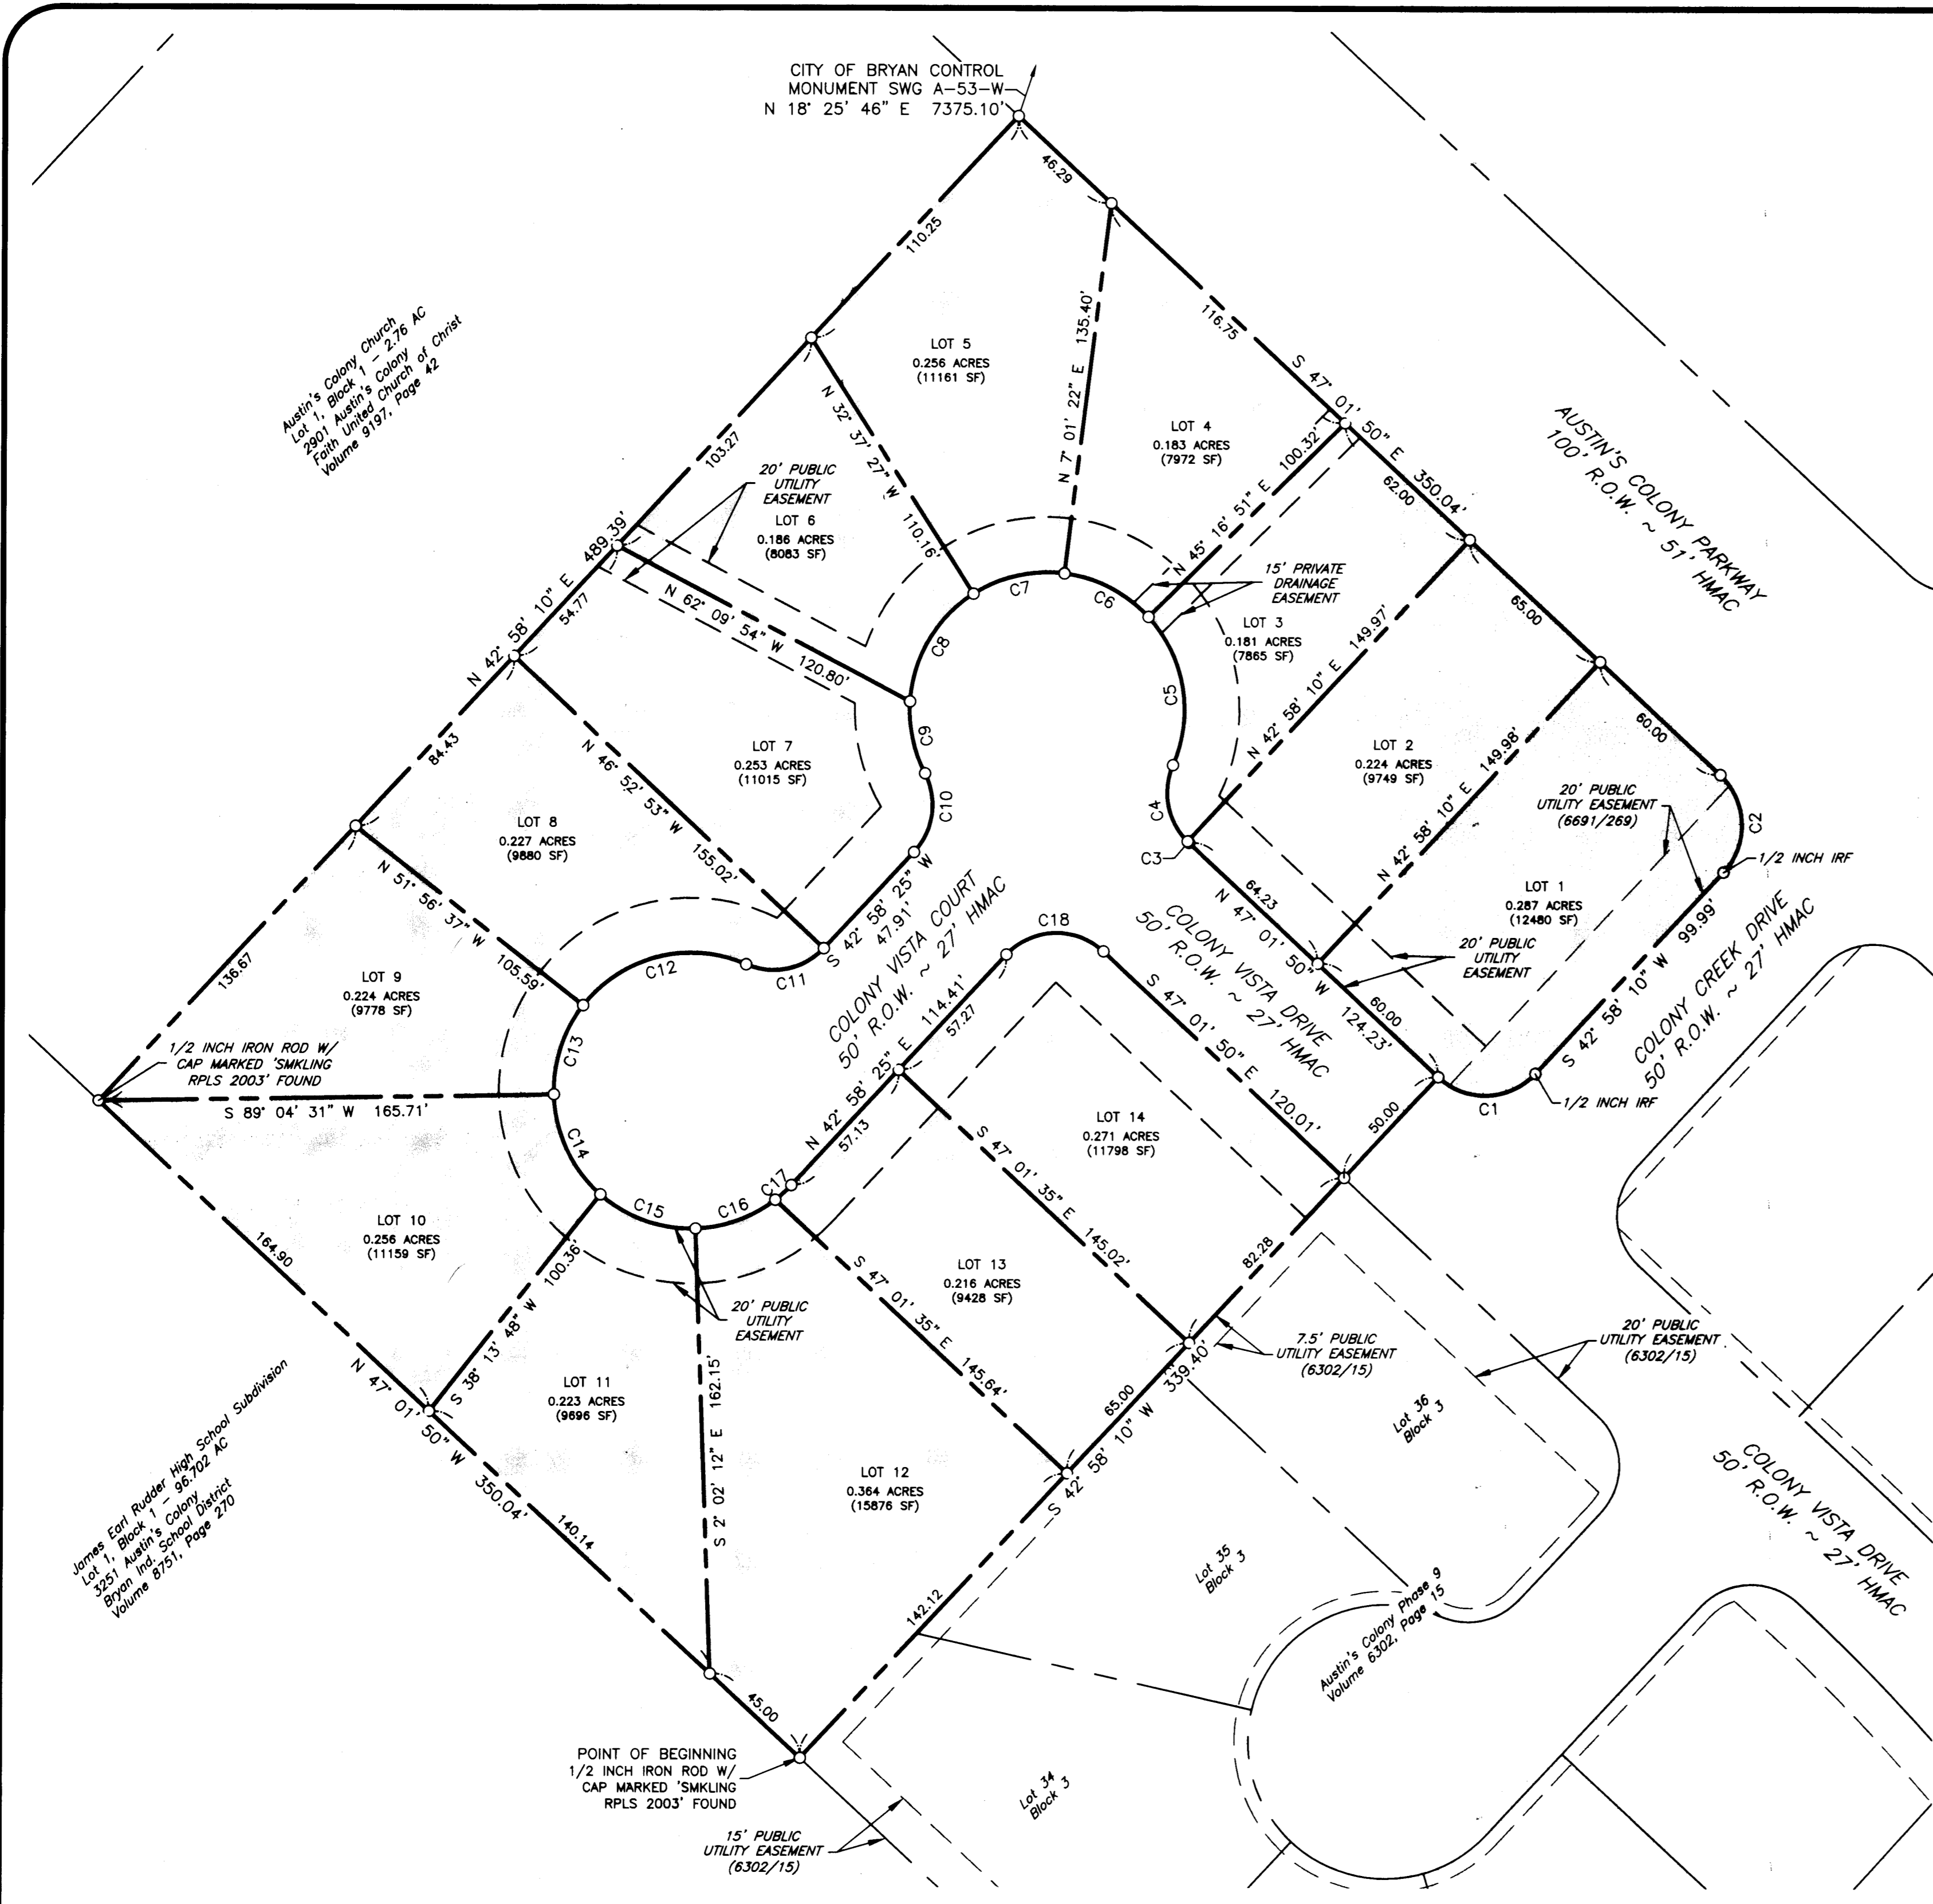 CITY OF BRYAN CONTROL
MONUMENT SWG A-53-W
N 18° 25' 46" E 7375.10'
46.29
110.25
116.75
S 47° 01' 50" E 350.04'
62.00
65.00
60.00
AUSTIN'S COLONY PARKWAY
100' R.O.W. ~ 51' HMAC
Austin's Colony Church
Lot 1, Block 1 - 2.76 AC
2901 Austin's Colony
Faith United Church of Christ
Volume 9197, Page 42
LOT 5
0.256 ACRES
(11161 SF)
N 7° 01' 22" E 135.40'
LOT 4
0.183 ACRES
(7972 SF)
N 45° 16' 51" E 100.32'
N 32° 37' 27" W 110.16'
103.27
20' PUBLIC
UTILITY
EASEMENT
LOT 6
0.186 ACRES
(8083 SF)
N 42° 58' 10" E 489.39'
54.77
N 62° 09' 54" W 120.80'
C7
C6
C8
C9
C10
C5
C4
C3
15' PRIVATE
DRAINAGE
EASEMENT
LOT 3
0.181 ACRES
(7865 SF)
N 42° 58' 10" E 149.97'
LOT 2
0.224 ACRES
(9749 SF)
N 42° 58' 10" E 149.98'
20' PUBLIC
UTILITY EASEMENT
(6691/269)
C2
1/2 INCH IRF
LOT 1
0.287 ACRES
(12480 SF)
99.99'
S 42° 58' 10" W
COLONY CREEK DRIVE
50' R.O.W. ~ 27' HMAC
20' PUBLIC
UTILITY
EASEMENT
64.23
N 47° 01' 50" W
60.00
124.23'
C1
1/2 INCH IRF
50.00
LOT 7
0.253 ACRES
(11015 SF)
N 46° 52' 53" W 155.02'
84.43
LOT 8
0.227 ACRES
(9880 SF)
N 51° 56' 37" W 105.59'
C12
C11
S 42° 58' 25" W
47.91'
COLONY VISTA COURT
50' R.O.W. ~ 27' HMAC
C18
COLONY VISTA DRIVE
50' R.O.W. ~ 27' HMAC
S 47° 01' 50" E 120.01'
136.67
LOT 9
0.224 ACRES
(9778 SF)
C13
1/2 INCH IRON ROD W/
CAP MARKED 'SMKLING
RPLS 2003' FOUND
S 89° 04' 31" W 165.71'
C14
N 42° 58' 25" E 114.41'
57.27
57.13
C17
C16
C15
LOT 14
0.271 ACRES
(11798 SF)
S 47° 01' 35" E 145.02'
LOT 10
0.256 ACRES
(11159 SF)
164.90
S 38° 13' 48" W 100.36'
20' PUBLIC
UTILITY
EASEMENT
LOT 13
0.216 ACRES
(9428 SF)
S 47° 01' 35" E 145.64'
82.28
7.5' PUBLIC
UTILITY EASEMENT
(6302/15)
20' PUBLIC
UTILITY EASEMENT
(6302/15)
65.00
S 42° 58' 10" W 339.40'
Lot 36
Block 3
COLONY VISTA DRIVE
50' R.O.W. ~ 27' HMAC
James Earl Rudder High School Subdivision
Lot 1, Block 1 - 96.702 AC
3251 Austin's Colony
Bryan Ind. School District
Volume 8751, Page 270
N 47° 01' 50" W 350.04'
LOT 11
0.223 ACRES
(9696 SF)
S 2° 02' 12" E 162.15'
LOT 12
0.364 ACRES
(15876 SF)
140.14
142.12
Lot 35
Block 3
Austin's Colony Phase 9
Volume 6302, Page 15
45.00
POINT OF BEGINNING
1/2 INCH IRON ROD W/
CAP MARKED 'SMKLING
RPLS 2003' FOUND
Lot 34
Block 3
15' PUBLIC
UTILITY EASEMENT
(6302/15)